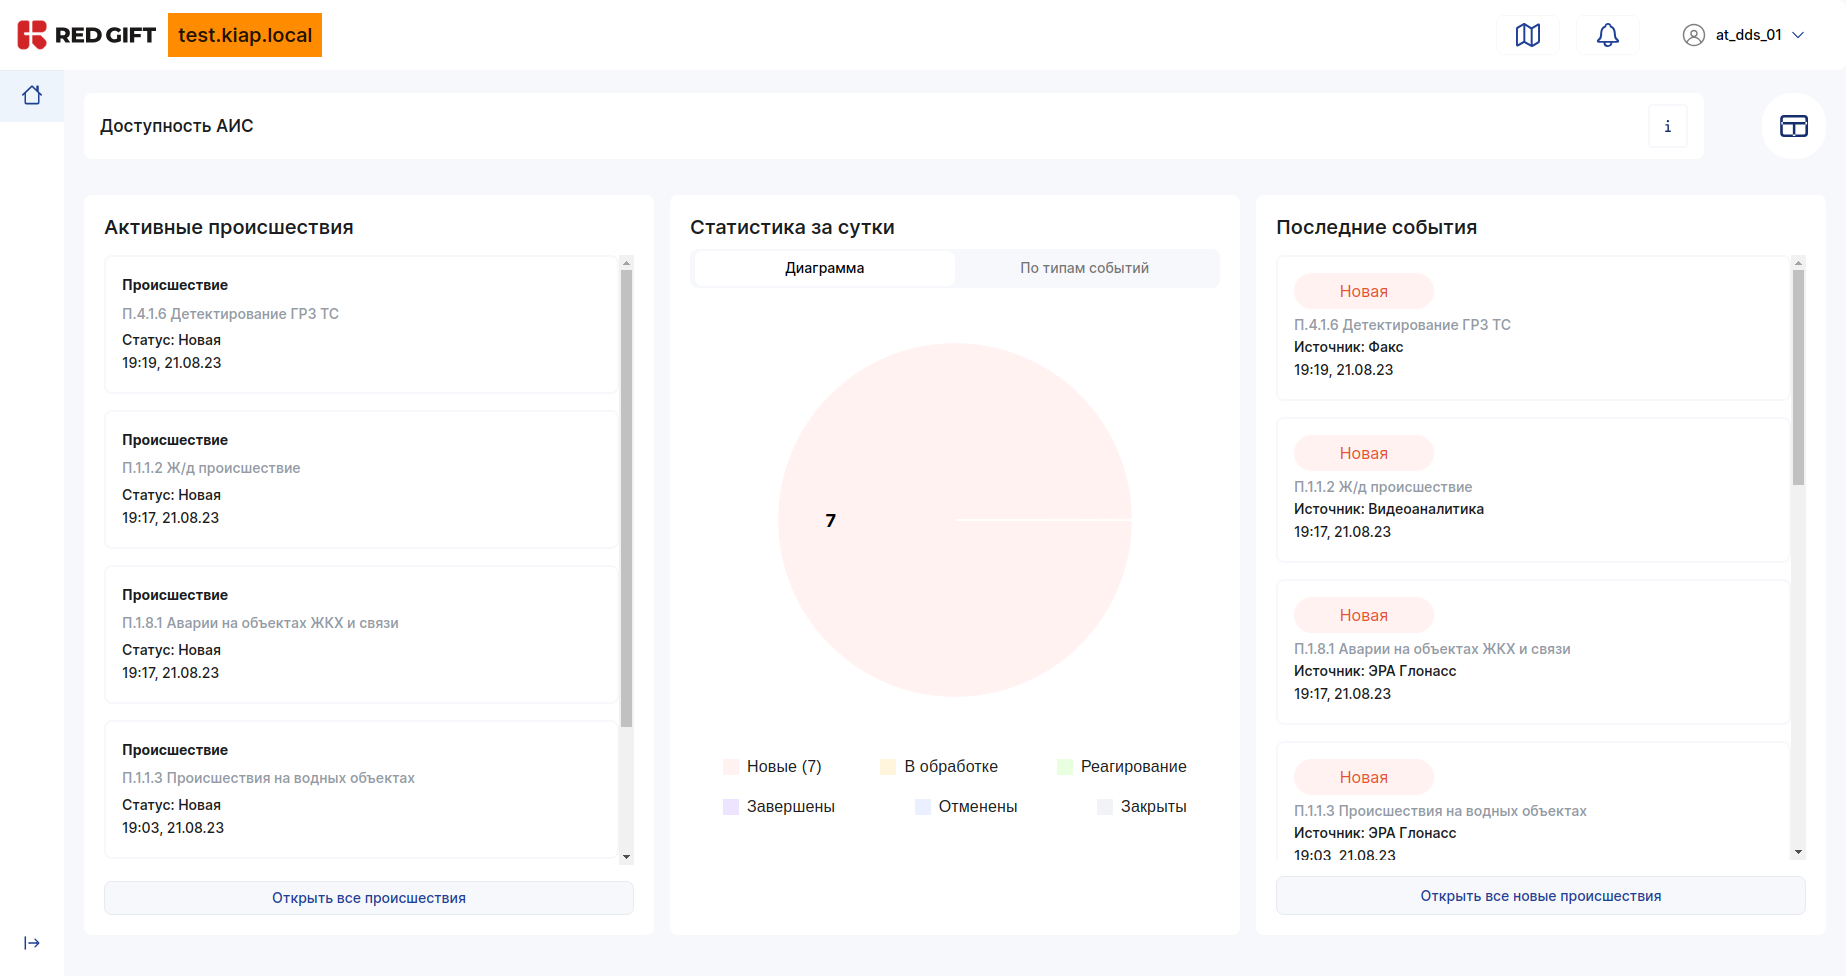 RED GIFT
test.kiap.local
at_dds_01
Доступность АИС
i
Активные происшествия
Происшествие
П.4.1.6 Детектирование ГРЗ ТС
Статус: Новая
19:19, 21.08.23
Происшествие
П.1.1.2 Ж/д происшествие
Статус: Новая
19:17, 21.08.23
Происшествие
П.1.8.1 Аварии на объектах ЖКХ и связи
Статус: Новая
19:17, 21.08.23
Происшествие
П.1.1.3 Происшествия на водных объектах
Статус: Новая
19:03, 21.08.23
Открыть все происшествия
Статистика за сутки
Диаграмма
По типам событий
7
Новые (7)
В обработке
Реагирование
Завершены
Отменены
Закрыты
Последние события
Новая
П.4.1.6 Детектирование ГРЗ ТС
Источник: Факс
19:19, 21.08.23
Новая
П.1.1.2 Ж/д происшествие
Источник: Видеоаналитика
19:17, 21.08.23
Новая
П.1.8.1 Аварии на объектах ЖКХ и связи
Источник: ЭРА Глонасс
19:17, 21.08.23
Новая
П.1.1.3 Происшествия на водных объектах
Источник: ЭРА Глонасс
19:03, 21.08.23
Открыть все новые происшествия